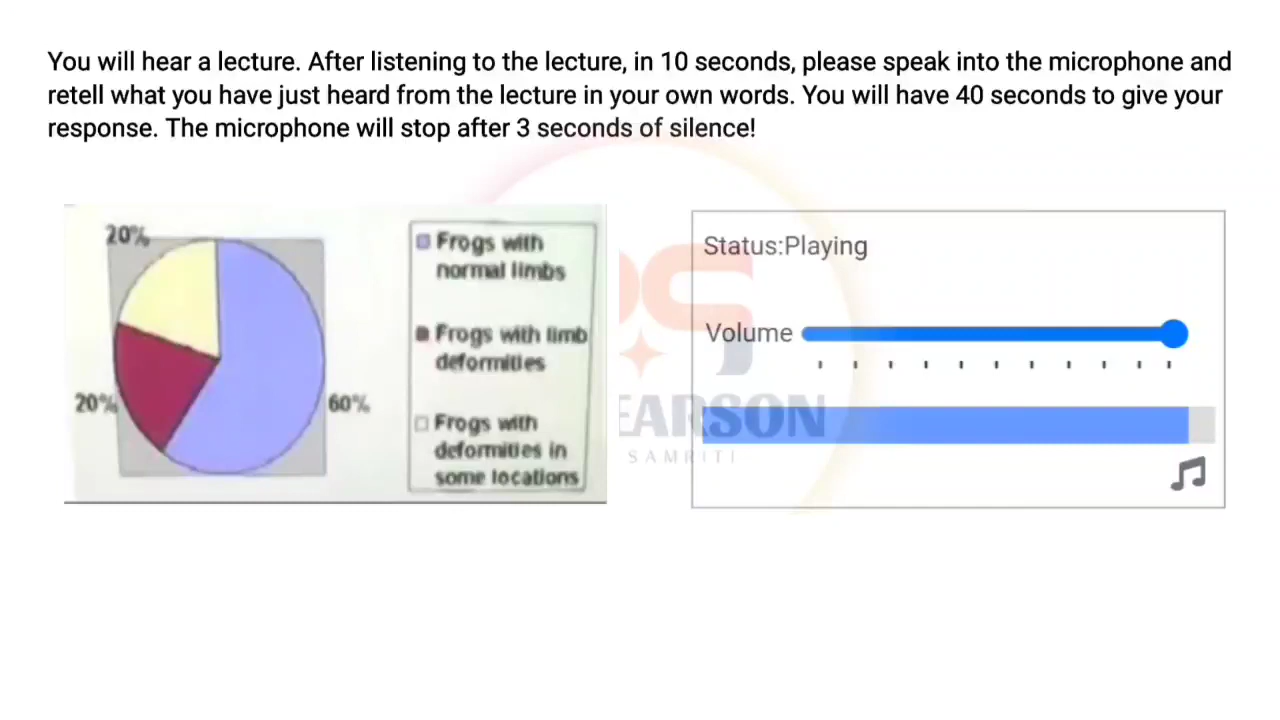 You will hear a lecture. After listening to the lecture, in 10 seconds, please speak into the microphone and
retell what you have just heard from the lecture in your own words. You will have 40 seconds to give your
response. The microphone will stop after 3 seconds of silence!
20%
20%
60%
Frogs with
normal limbs
Frogs with limb
deformities
Frogs with
deformities in
some locations
Status:Playing
Volume
EARSON
SAMRITI